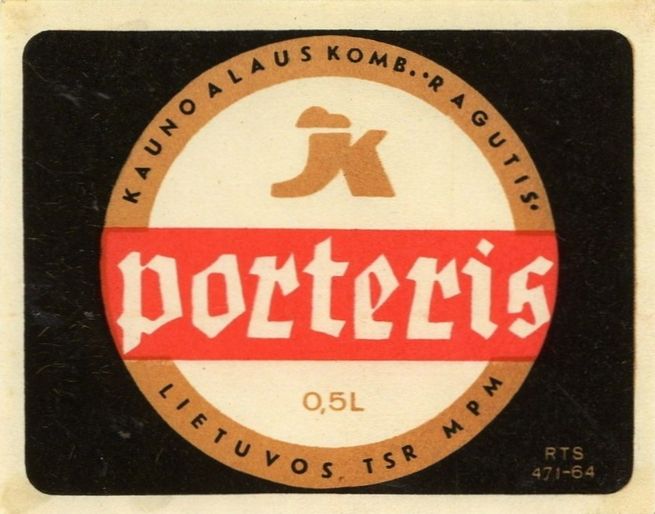 KAUNO ALAUS KOMB. "RAGUTIS"
JK
porteris
0,5L
LIETUVOS TSR MPM
RTS
471-64